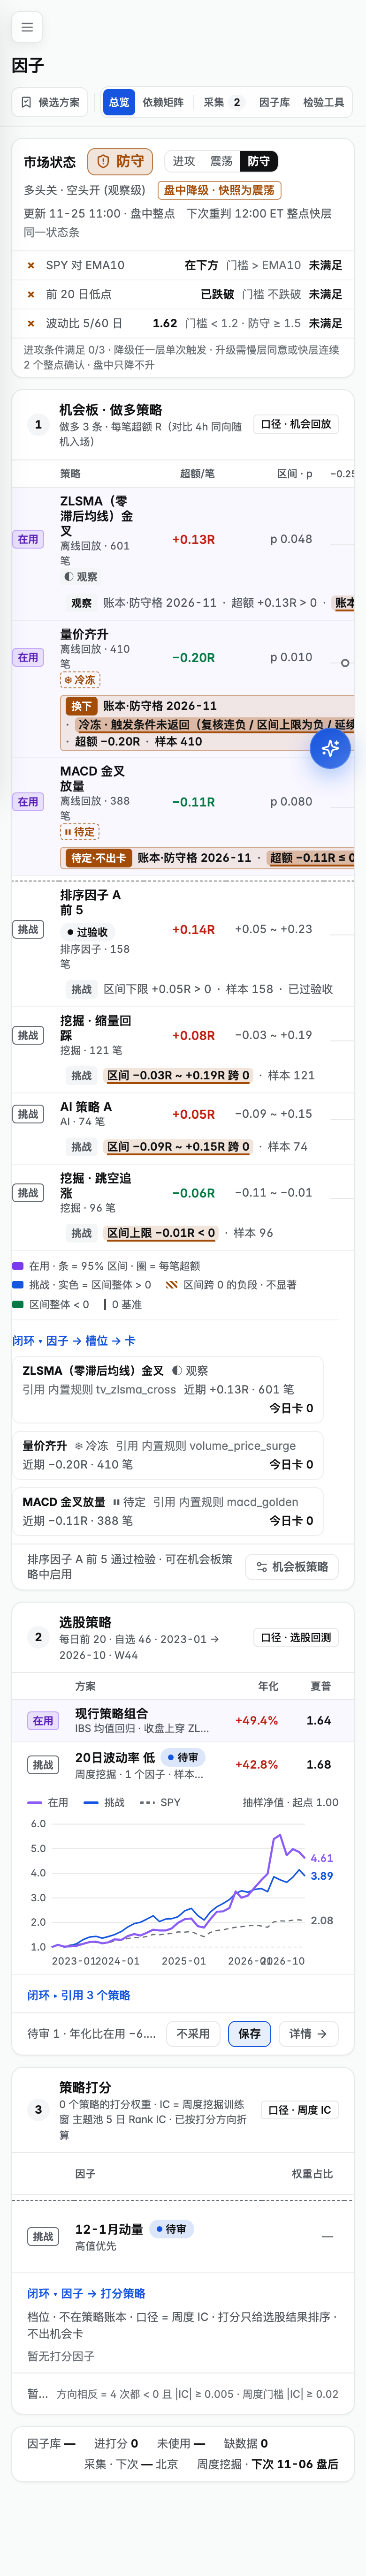 因子
候选方案 总览 依赖矩阵 采集 2 因子库 检验工具
市场状态 防守 进攻 震荡 防守
多头关 · 空头开 (观察级) 盘中降级 · 快照为震荡
更新 11-25 11:00 · 盘中整点 下次重判 12:00 ET 整点快层
同一状态条
× SPY 对 EMA10 在下方 门槛 > EMA10 未满足
× 前 20 日低点 已跌破 门槛 不跌破 未满足
× 波动比 5/60 日 1.62 门槛 < 1.2 · 防守 ≥ 1.5 未满足
进攻条件满足 0/3 · 降级任一层单次触发 · 升级需慢层同意或快层连续
2 个整点确认 · 盘中只降不升
1 机会板 · 做多策略
做多 3 条 · 每笔超额 R（对比 4h 同向随
机入场）
口径 · 机会回放
策略 超额/笔 区间 · p −0.25
在用 ZLSMA（零
滞后均线）金
叉
离线回放 · 601
笔
观察
+0.13R p 0.048
观察 账本·防守格 2026-11 · 超额 +0.13R > 0 · 账本
在用 量价齐升
离线回放 · 410
笔
冷冻
−0.20R p 0.010
换下 账本·防守格 2026-11
· 冷冻 · 触发条件未返回（复核连负 / 区间上限为负 / 延续
· 超额 −0.20R · 样本 410
在用 MACD 金叉
放量
离线回放 · 388
笔
待定
−0.11R p 0.080
待定·不出卡 账本·防守格 2026-11 · 超额 −0.11R ≤ 0
挑战 排序因子 A
前 5
过验收
排序因子 · 158
笔
+0.14R +0.05 ~ +0.23
挑战 区间下限 +0.05R > 0 · 样本 158 · 已过验收
挑战 挖掘 · 缩量回
踩
挖掘 · 121 笔
+0.08R −0.03 ~ +0.19
挑战 区间 −0.03R ~ +0.19R 跨 0 · 样本 121
挑战 AI 策略 A
AI · 74 笔
+0.05R −0.09 ~ +0.15
挑战 区间 −0.09R ~ +0.15R 跨 0 · 样本 74
挑战 挖掘 · 跳空追
涨
挖掘 · 96 笔
−0.06R −0.11 ~ −0.01
挑战 区间上限 −0.01R < 0 · 样本 96
在用 · 条 = 95% 区间 · 圈 = 每笔超额
挑战 · 实色 = 区间整体 > 0 区间跨 0 的负段 · 不显著
区间整体 < 0 0 基准
闭环 ▾ 因子 → 槽位 → 卡
ZLSMA（零滞后均线）金叉 观察
引用 内置规则 tv_zlsma_cross 近期 +0.13R · 601 笔
今日卡 0
量价齐升 冷冻 引用 内置规则 volume_price_surge
近期 −0.20R · 410 笔 今日卡 0
MACD 金叉放量 待定 引用 内置规则 macd_golden
近期 −0.11R · 388 笔 今日卡 0
排序因子 A 前 5 通过检验 · 可在机会板策
略中启用
机会板策略
2 选股策略
每日前 20 · 自选 46 · 2023-01 →
2026-10 · W44
口径 · 选股回测
方案 年化 夏普
在用 现行策略组合 +49.4% 1.64
IBS 均值回归 · 收盘上穿 ZL…
挑战 20日波动率 低 待审 +42.8% 1.68
周度挖掘 · 1 个因子 · 样本…
在用 挑战 SPY 抽样净值 · 起点 1.00
6.0
5.0
4.0
3.0
2.0
1.0
4.61
3.89
2.08
2023-01 2024-01 2025-01 2026-01 2026-10
闭环 ▸ 引用 3 个策略
待审 1 · 年化比在用 −6.… 不采用 保存 详情 →
3 策略打分
0 个策略的打分权重 · IC = 周度挖掘训练
窗 主题池 5 日 Rank IC · 已按打分方向折
算
口径 · 周度 IC
因子 权重占比
挑战 12-1月动量 待审 —
高值优先
闭环 ▾ 因子 → 打分策略
档位 · 不在策略账本 · 口径 = 周度 IC · 打分只给选股结果排序 ·
不出机会卡
暂无打分因子
暂… 方向相反 = 4 次都 < 0 且 |IC| ≥ 0.005 · 周度门槛 |IC| ≥ 0.02
因子库 — 进打分 0 未使用 — 缺数据 0
采集 · 下次 — 北京 周度挖掘 · 下次 11-06 盘后